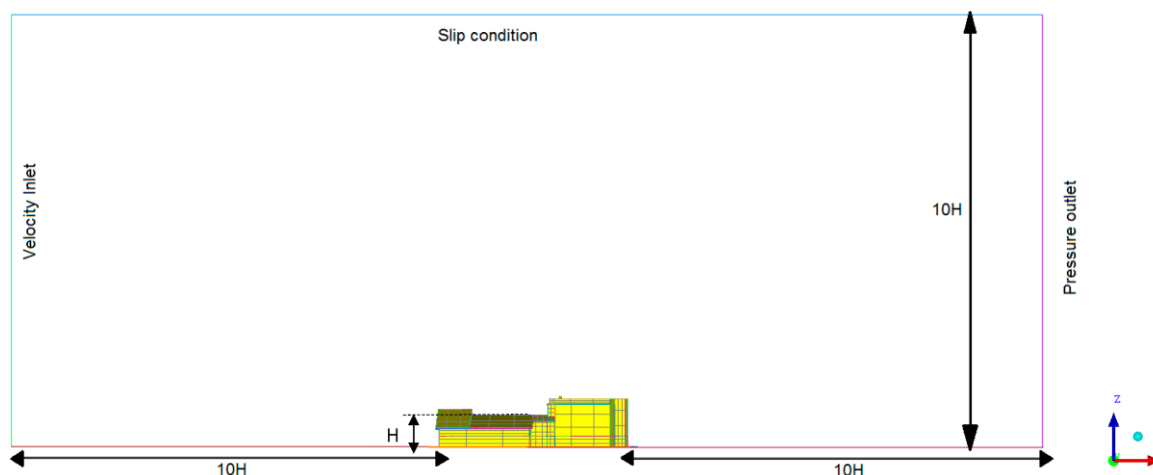 Slip condition
Velocity Inlet
10H
Pressure outlet
H
10H
10H
z